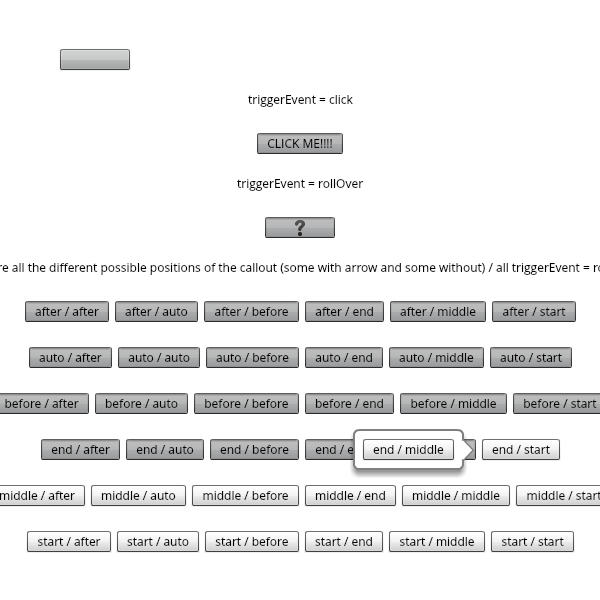 triggerEvent = click
CLICK ME!!!!
triggerEvent = rollOver
?
all the different possible positions of the callout (some with arrow and some without) / all triggerEvent =
after / after after / auto after / before after / end after / middle after / start
auto / after auto / auto auto / before auto / end auto / middle auto / start
before / after before / auto before / before before / end before / middle before / start
end / after end / auto end / before end / end / middle end / start
middle / after middle / auto middle / before middle / end middle / middle middle / start
start / after start / auto start / before start / end start / middle start / start